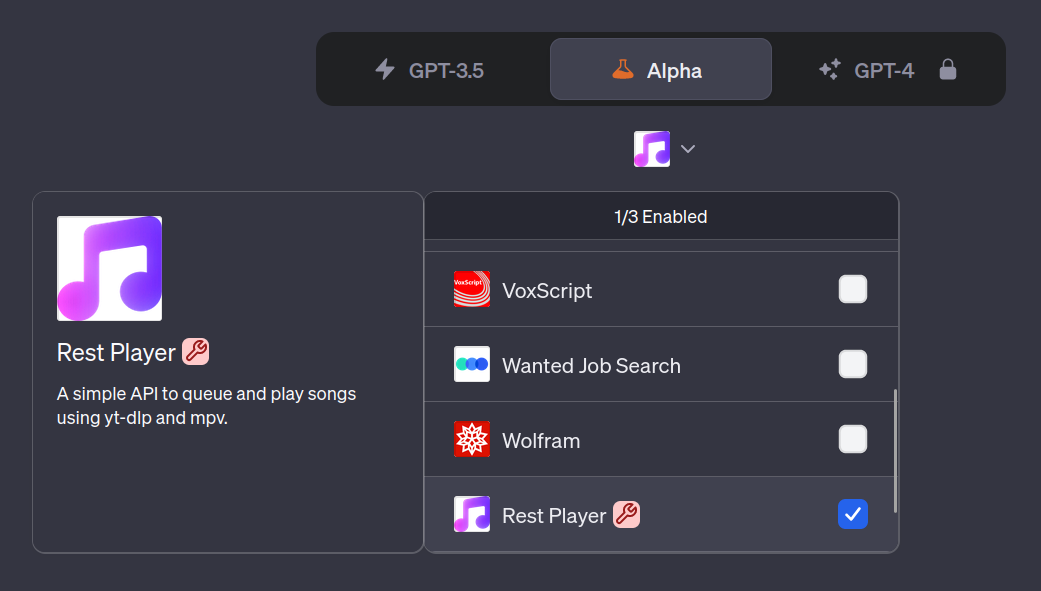 GPT-3.5
Alpha
GPT-4
Rest Player
A simple API to queue and play songs
using yt-dlp and mpv.
1/3 Enabled
VoxScript
VoxScript
Wanted Job Search
Wolfram
Rest Player